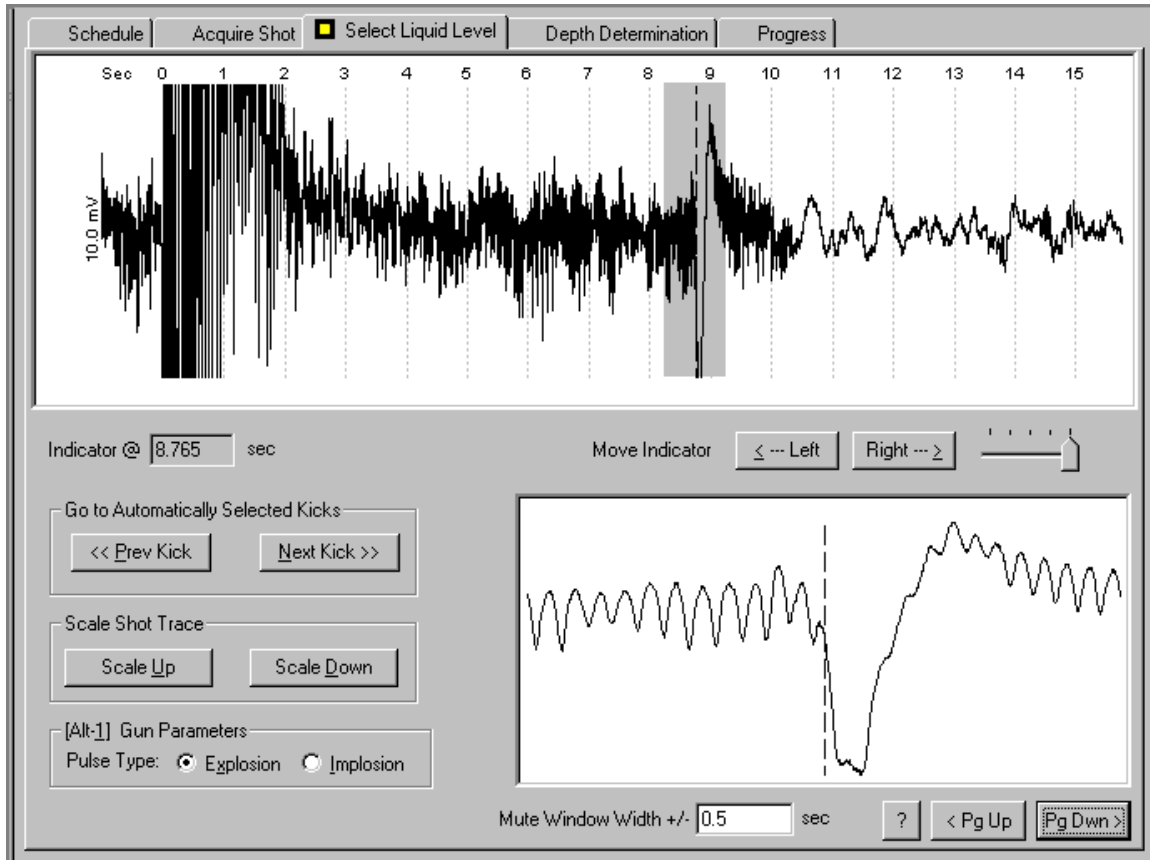 Schedule Acquire Shot Select Liquid Level Depth Determination Progress
Sec 0 1 2 3 4 5 6 7 8 9 10 11 12 13 14 15
10.0 mV
Indicator @ 8.765 sec Move Indicator < --- Left Right --- >
Go to Automatically Selected Kicks
<< Prev Kick Next Kick >>
Scale Shot Trace
Scale Up Scale Down
[Alt-1] Gun Parameters
Pulse Type: Explosion Implosion
Mute Window Width +/- 0.5 sec ? < Pg Up Pg Dwn >